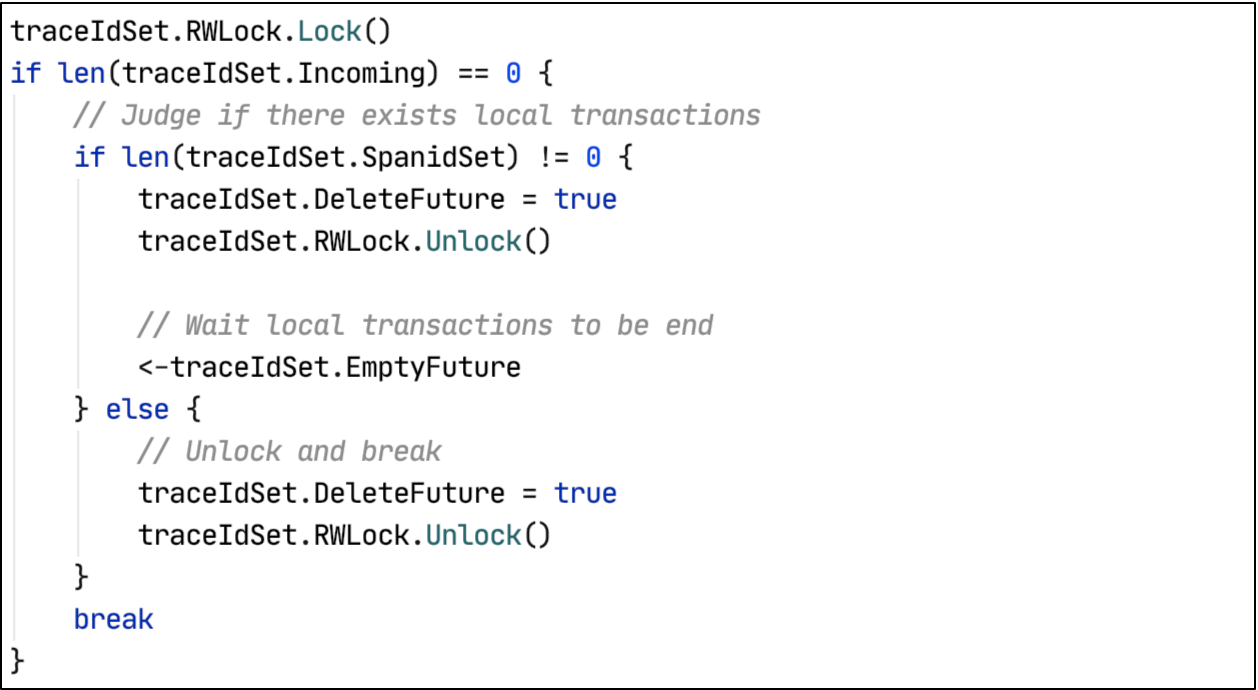 traceIdSet.RWLock.Lock()
if len(traceIdSet.Incoming) == 0 {
    // Judge if there exists local transactions
    if len(traceIdSet.SpanidSet) != 0 {
        traceIdSet.DeleteFuture = true
        traceIdSet.RWLock.Unlock()

        // Wait local transactions to be end
        <-traceIdSet.EmptyFuture
    } else {
        // Unlock and break
        traceIdSet.DeleteFuture = true
        traceIdSet.RWLock.Unlock()
    }
    break
}